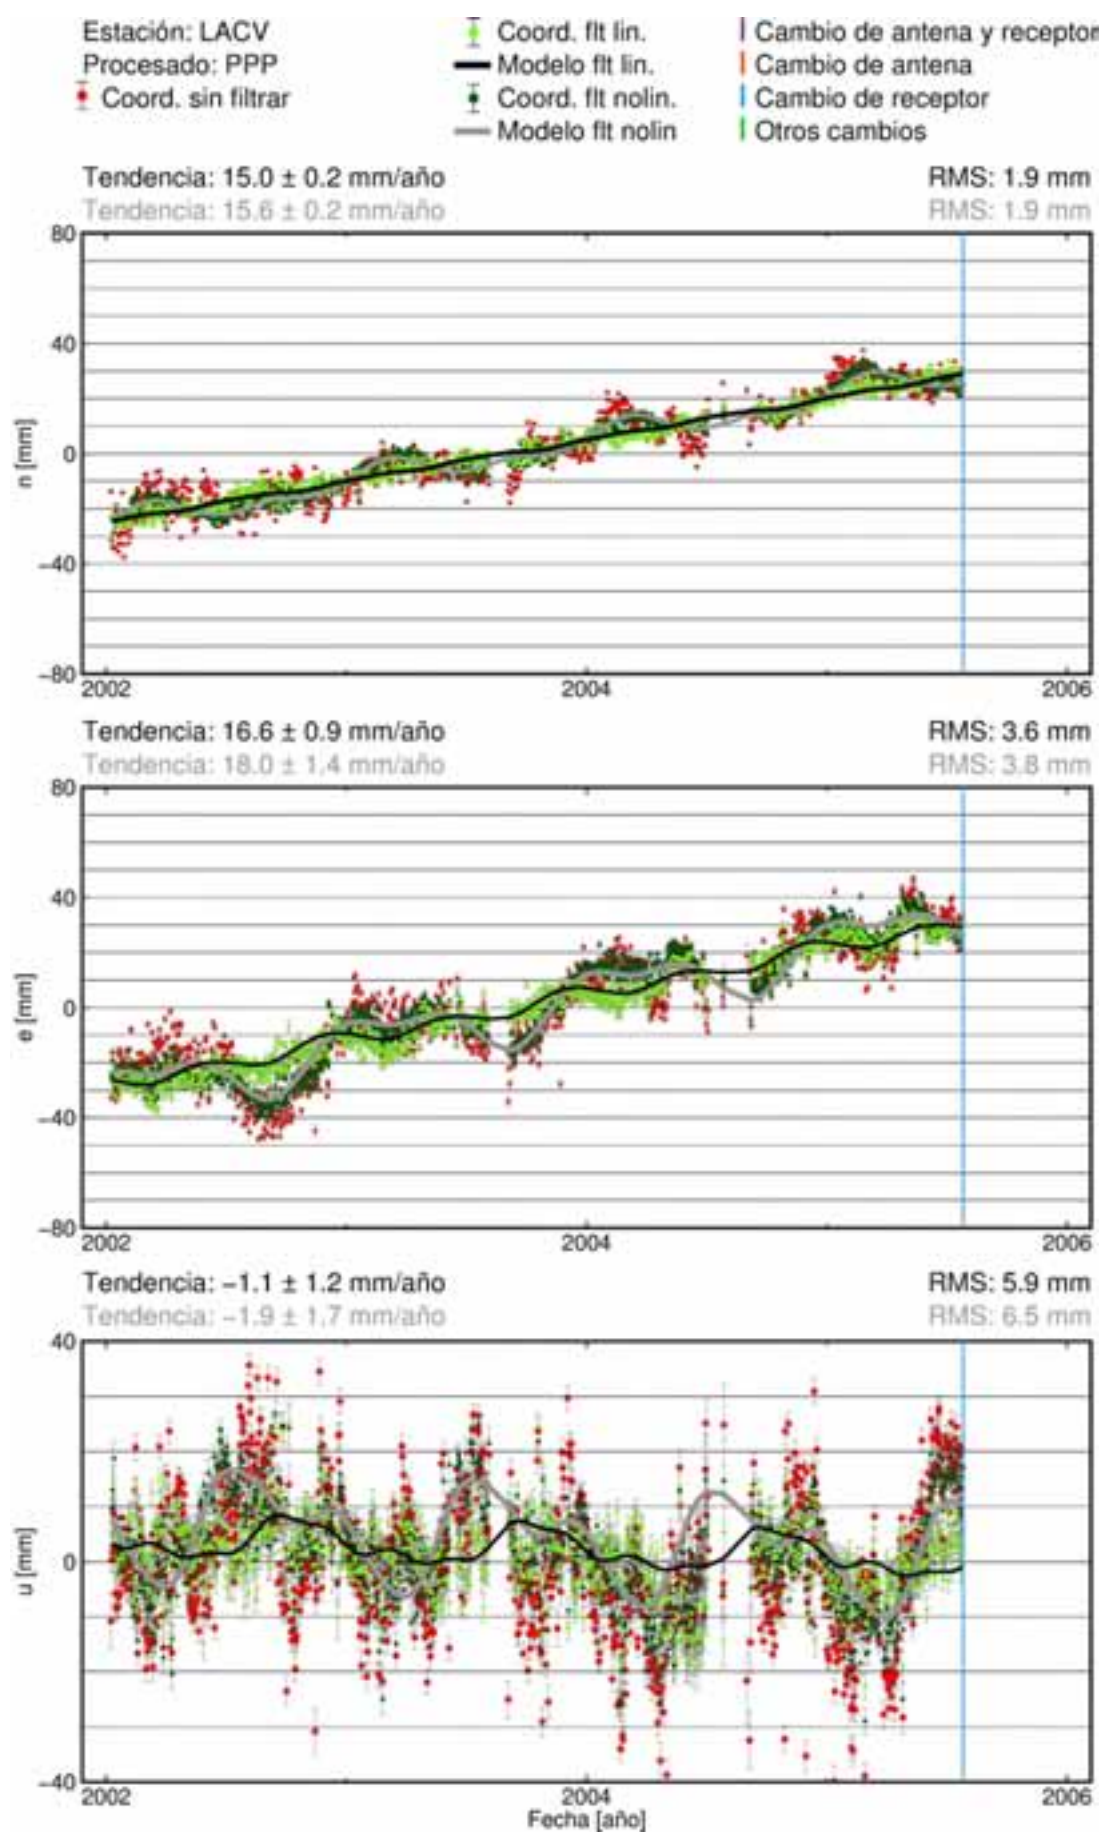 Estación: LACV
Procesado: PPP
Coord. sin filtrar
Coord. flt lin.
Modelo flt lin.
Coord. flt nolin.
Modelo flt nolin
Cambio de antena y receptor
Cambio de antena
Cambio de receptor
Otros cambios
Tendencia: 15.0 ± 0.2 mm/año RMS: 1.9 mm
Tendencia: 15.6 ± 0.2 mm/año RMS: 1.9 mm
80
40
0
−40
−80
n [mm]
2002 2004 2006
Tendencia: 16.6 ± 0.9 mm/año RMS: 3.6 mm
Tendencia: 18.0 ± 1.4 mm/año RMS: 3.8 mm
80
40
0
−40
−80
e [mm]
2002 2004 2006
Tendencia: −1.1 ± 1.2 mm/año RMS: 5.9 mm
Tendencia: −1.9 ± 1.7 mm/año RMS: 6.5 mm
40
20
0
−20
−40
u [mm]
2002 2004 2006
Fecha [año]